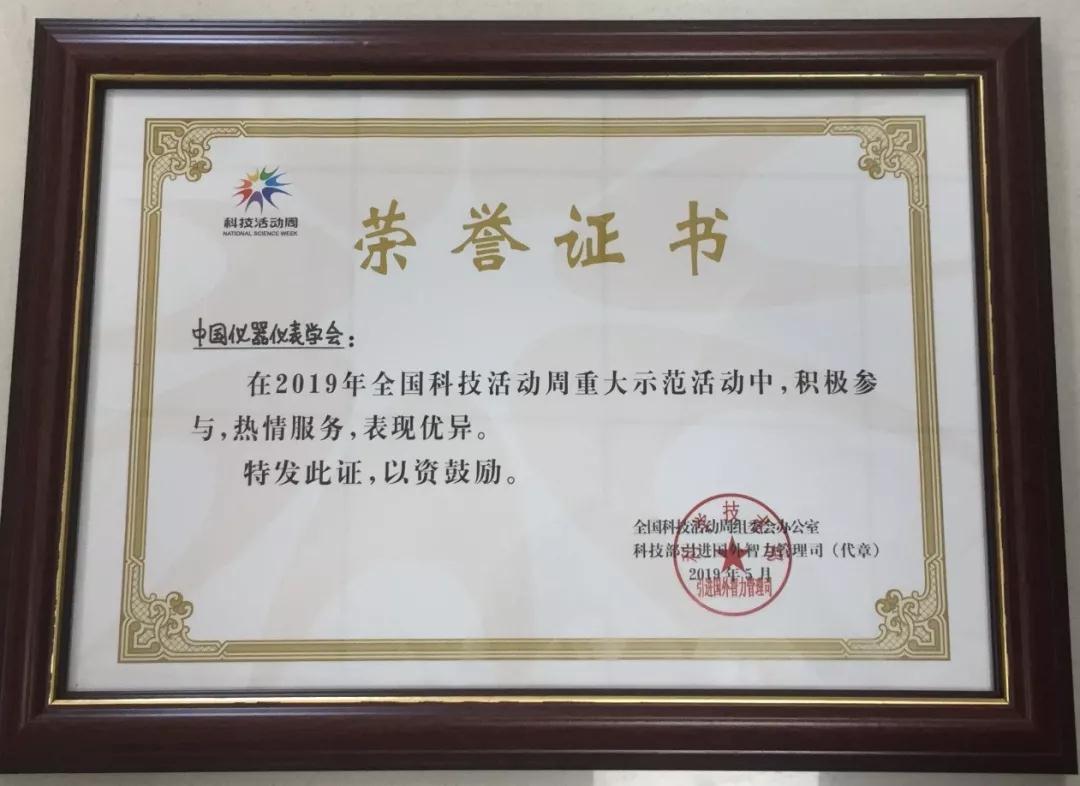 科技活动周
NATIONAL SCIENCE WEEK
荣誉证书
中国仪器仪表学会：
在2019年全国科技活动周重大示范活动中,积极参
与,热情服务,表现优异。
特发此证,以资鼓励。
全国科技活动周组委会办公室
科技部引进国外智力管理司（代章）
2019年5月
引进国外智力管理司